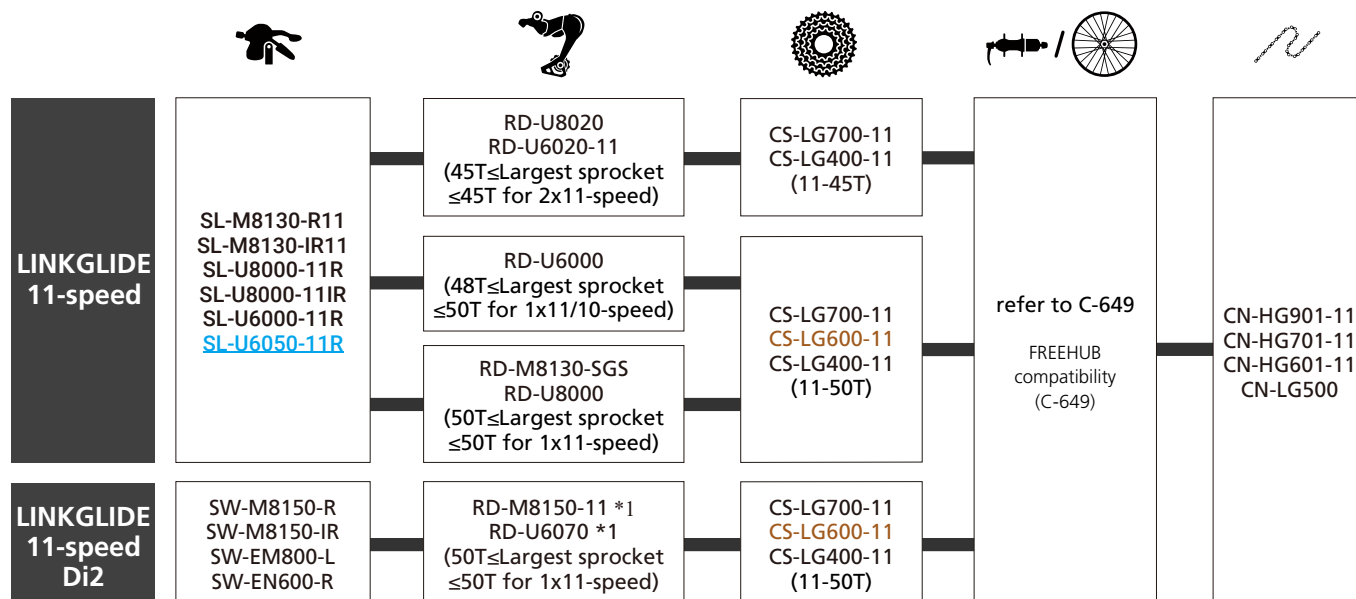 LINKGLIDE
11-speed
SL-M8130-R11
SL-M8130-IR11
SL-U8000-11R
SL-U8000-11IR
SL-U6000-11R
SL-U6050-11R
RD-U8020
RD-U6020-11
(45T≤Largest sprocket
≤45T for 2x11-speed)
CS-LG700-11
CS-LG400-11
(11-45T)
RD-U6000
(48T≤Largest sprocket
≤50T for 1x11/10-speed)
RD-M8130-SGS
RD-U8000
(50T≤Largest sprocket
≤50T for 1x11-speed)
CS-LG700-11
CS-LG600-11
CS-LG400-11
(11-50T)
refer to C-649
FREEHUB
compatibility
(C-649)
CN-HG901-11
CN-HG701-11
CN-HG601-11
CN-LG500
LINKGLIDE
11-speed
Di2
SW-M8150-R
SW-M8150-IR
SW-EM800-L
SW-EN600-R
RD-M8150-11 *1
RD-U6070 *1
(50T≤Largest sprocket
≤50T for 1x11-speed)
CS-LG700-11
CS-LG600-11
CS-LG400-11
(11-50T)